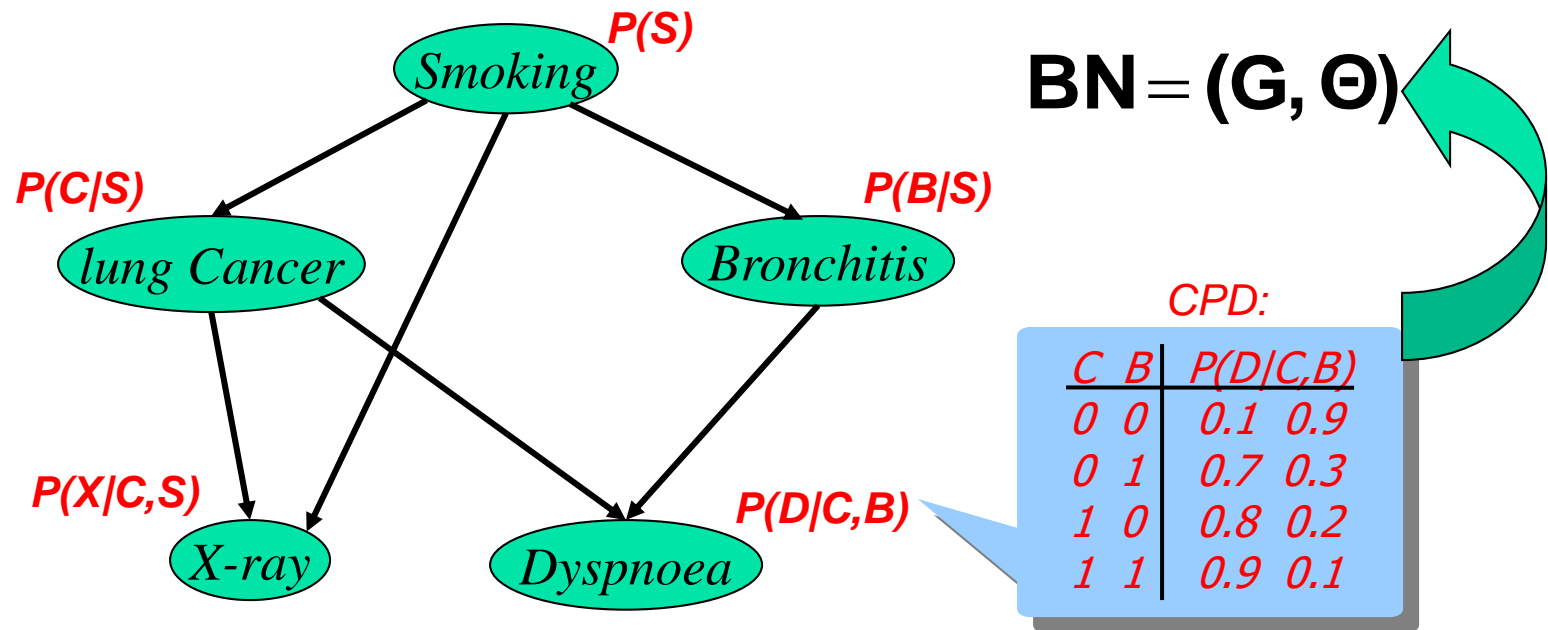 P(S)
Smoking
BN = (G, Θ)
P(C|S)
P(B|S)
lung Cancer
Bronchitis
CPD:
C B P(D|C,B)
0 0 0.1 0.9
0 1 0.7 0.3
1 0 0.8 0.2
1 1 0.9 0.1
P(X|C,S)
P(D|C,B)
X-ray
Dyspnoea